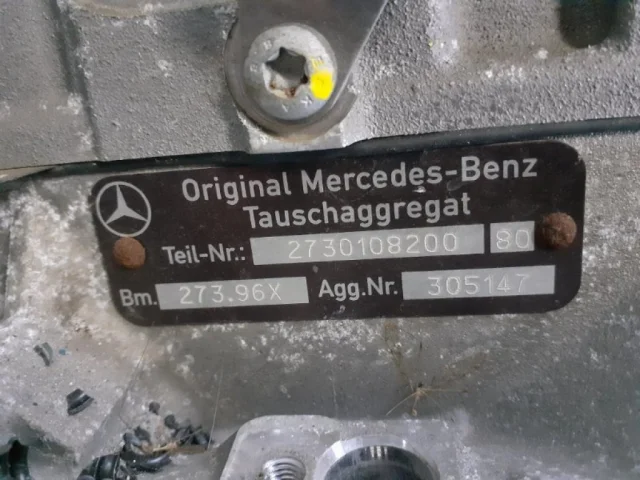 Original Mercedes-Benz
Tauschaggregat
Teil-Nr.: 2730108200 80
Bm. 273.96X Agg.Nr. 305147